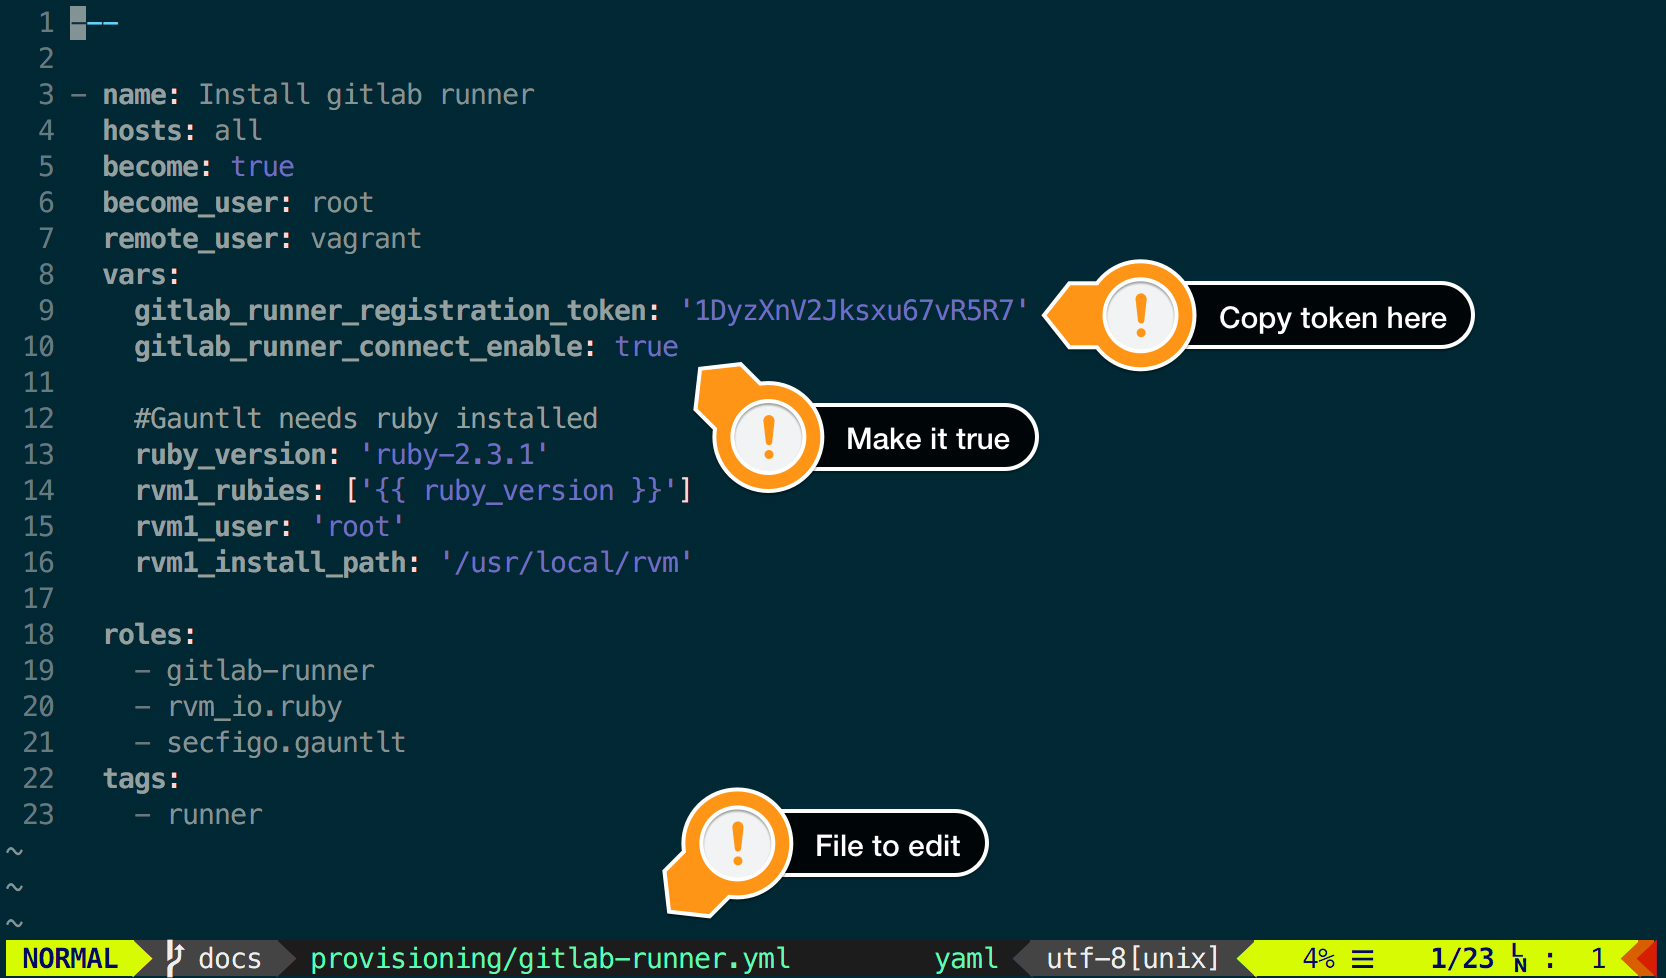 1 ---
2
3 - name: Install gitlab runner
4 hosts: all
5 become: true
6 become_user: root
7 remote_user: vagrant
8 vars:
9 gitlab_runner_registration_token: '1DyzXnV2Jksxu67vR5R7'
Copy token here
10 gitlab_runner_connect_enable: true
11
12 #Gauntlt needs ruby installed
Make it true
13 ruby_version: 'ruby-2.3.1'
14 rvm1_rubies: ['{{ ruby_version }}']
15 rvm1_user: 'root'
16 rvm1_install_path: '/usr/local/rvm'
17
18 roles:
19 - gitlab-runner
20 - rvm_io.ruby
21 - secfigo.gauntlt
22 tags:
23 - runner
File to edit
~
~
~
NORMAL docs provisioning/gitlab-runner.yml yaml utf-8[unix] 4% ☰ 1/23 LN : 1